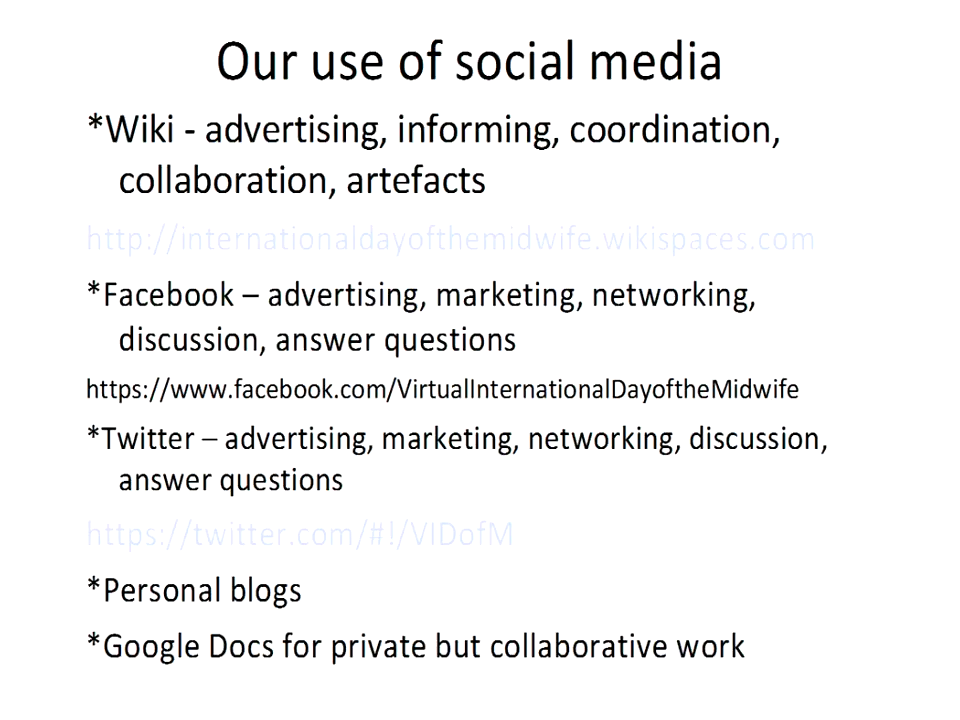 Our use of social media
*Wiki - advertising, informing, coordination,
collaboration, artefacts
http://internationaldayofthemidwife.wikispaces.com
*Facebook – advertising, marketing, networking,
discussion, answer questions
https://www.facebook.com/VirtualInternationalDayoftheMidwife
*Twitter – advertising, marketing, networking, discussion,
answer questions
https://twitter.com/#!/VIDofM
*Personal blogs
*Google Docs for private but collaborative work